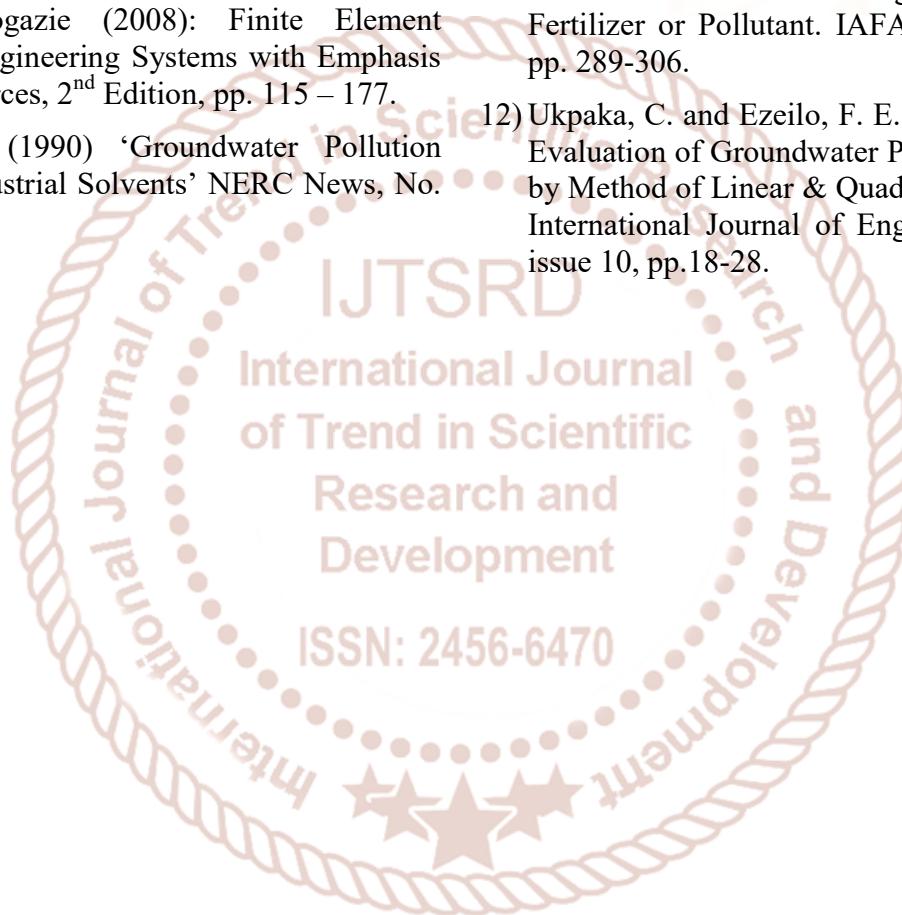 ogazie (2008): Finite Element
gineering Systems with Emphasis
rces, 2nd Edition, pp. 115 – 177.
(1990) ‘Groundwater Pollution
ustrial Solvents’ NERC News, No.
Fertilizer or Pollutant. IAFA
pp. 289-306.
12) Ukpaka, C. and Ezeilo, F. E.
Evaluation of Groundwater P
by Method of Linear & Quad
International Journal of Eng
issue 10, pp.18-28.
International Journal of Trend in Scientific Research and Development
IJTSRD
International Journal
of Trend in Scientific
Research and
Development
ISSN: 2456-6470